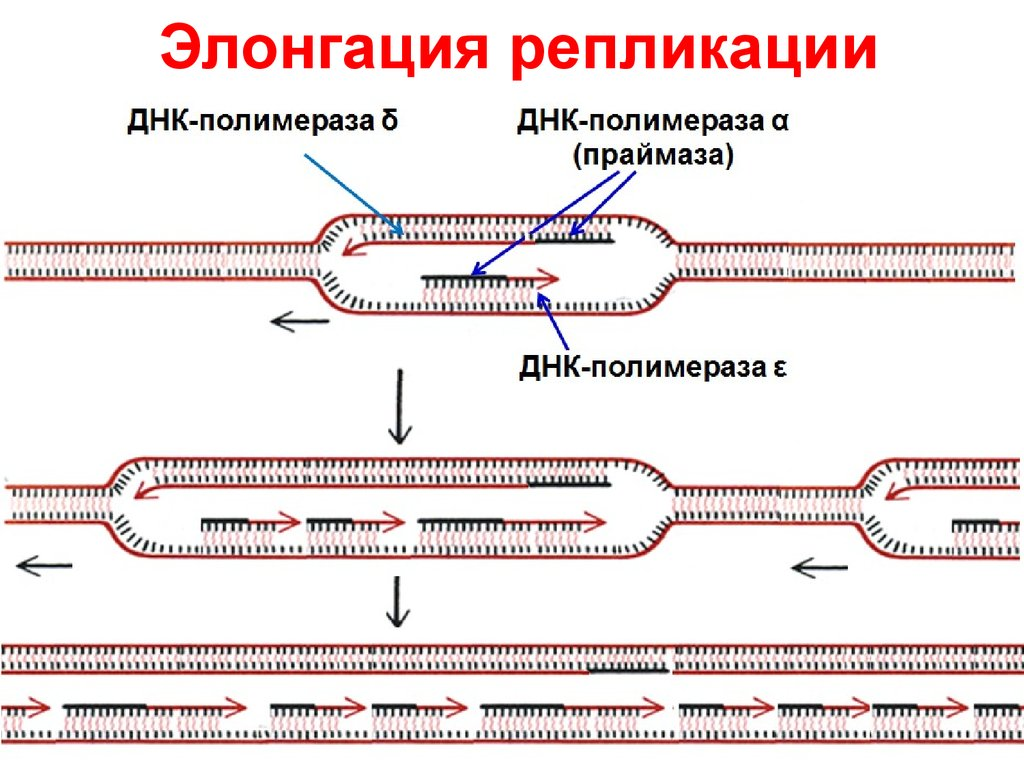 Элонгация репликации
ДНК-полимераза δ
ДНК-полимераза α
(праймаза)
ДНК-полимераза ε